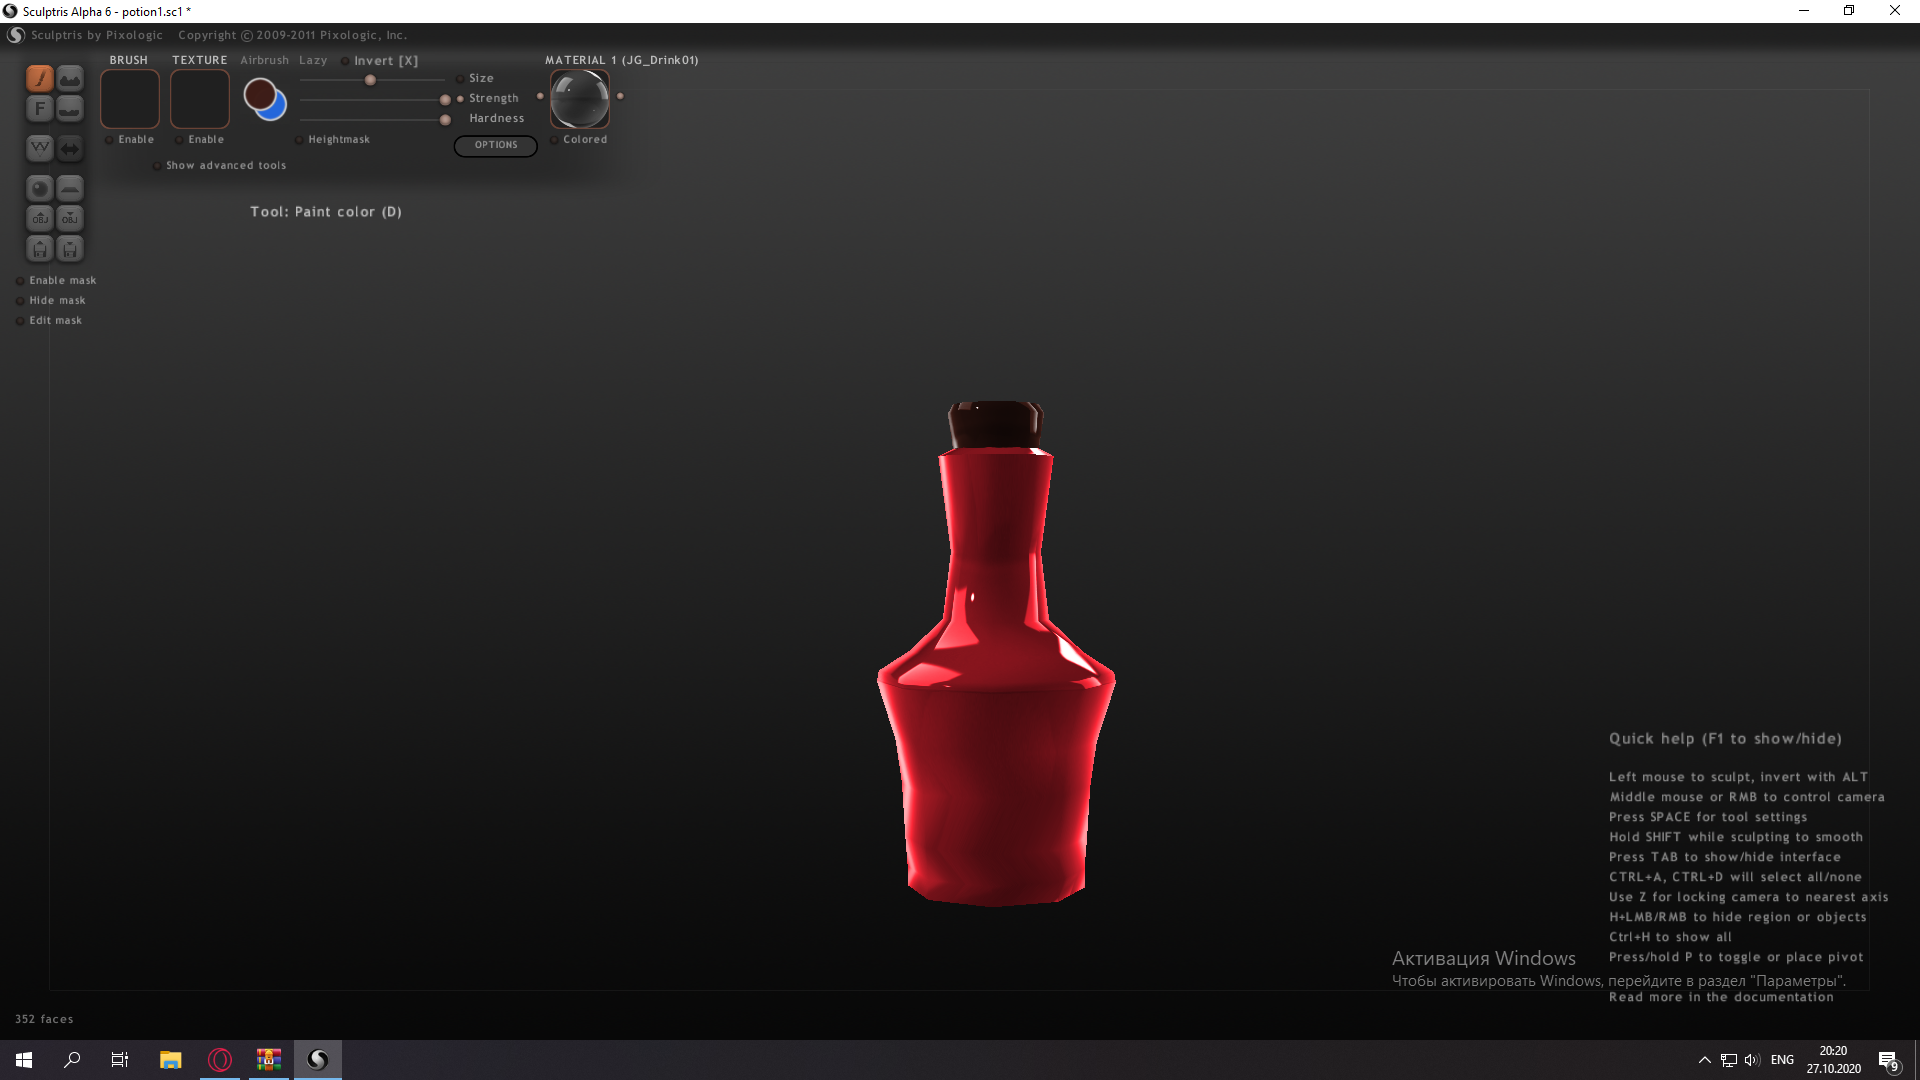 Sculptris Alpha 6 - potion1.sc1 *
Sculptris by Pixologic Copyright © 2009-2011 Pixologic, Inc.
BRUSH TEXTURE Airbrush Lazy Invert [X] MATERIAL 1 (JG_Drink01)
Size
Strength
Hardness
F
Enable Enable Heightmask OPTIONS Colored
Show advanced tools
OBJ OBJ
Tool: Paint color (D)
Enable mask
Hide mask
Edit mask
Quick help (F1 to show/hide)
Left mouse to sculpt, invert with ALT
Middle mouse or RMB to control camera
Press SPACE for tool settings
Hold SHIFT while sculpting to smooth
Press TAB to show/hide interface
CTRL+A, CTRL+D will select all/none
Use Z for locking camera to nearest axis
H+LMB/RMB to hide region or objects
Ctrl+H to show all
Press/hold P to toggle or place pivot
Активация Windows
Чтобы активировать Windows, перейдите в раздел "Параметры".
Read more in the documentation
352 faces
ENG
20:20
27.10.2020
9